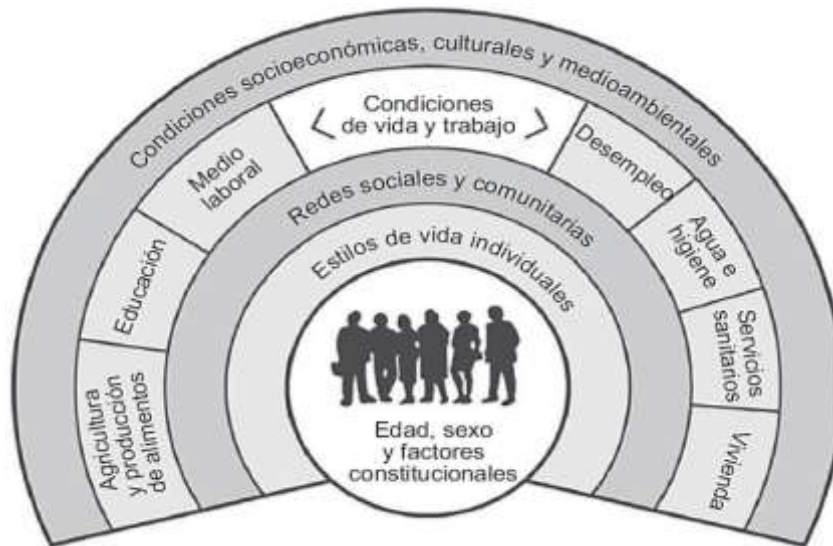 Condiciones socioeconómicas, culturales y medioambientales
Condiciones
de vida y trabajo
Agricultura
y producción
de alimentos
Educación
Medio
laboral
Desempleo
Agua e
higiene
Servicios
sanitarios
Vivienda
Redes sociales y comunitarias
Estilos de vida individuales
Edad, sexo
y factores
constitucionales